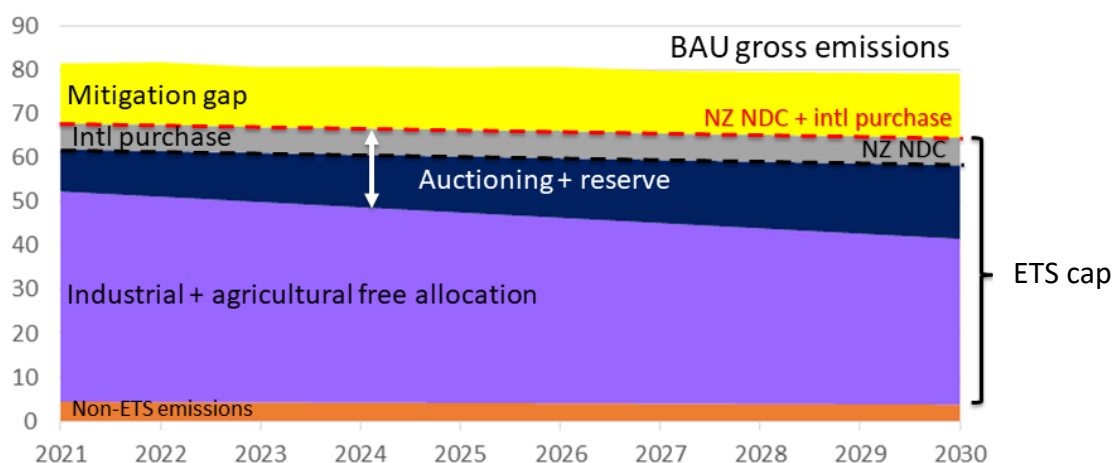 90
BAU gross emissions
80
Mitigation gap
70
NZ NDC + intl purchase
Intl purchase
NZ NDC
60
Auctioning + reserve
50
40
ETS cap
30
Industrial + agricultural free allocation
20
10
Non-ETS emissions
0
2021 2022 2023 2024 2025 2026 2027 2028 2029 2030